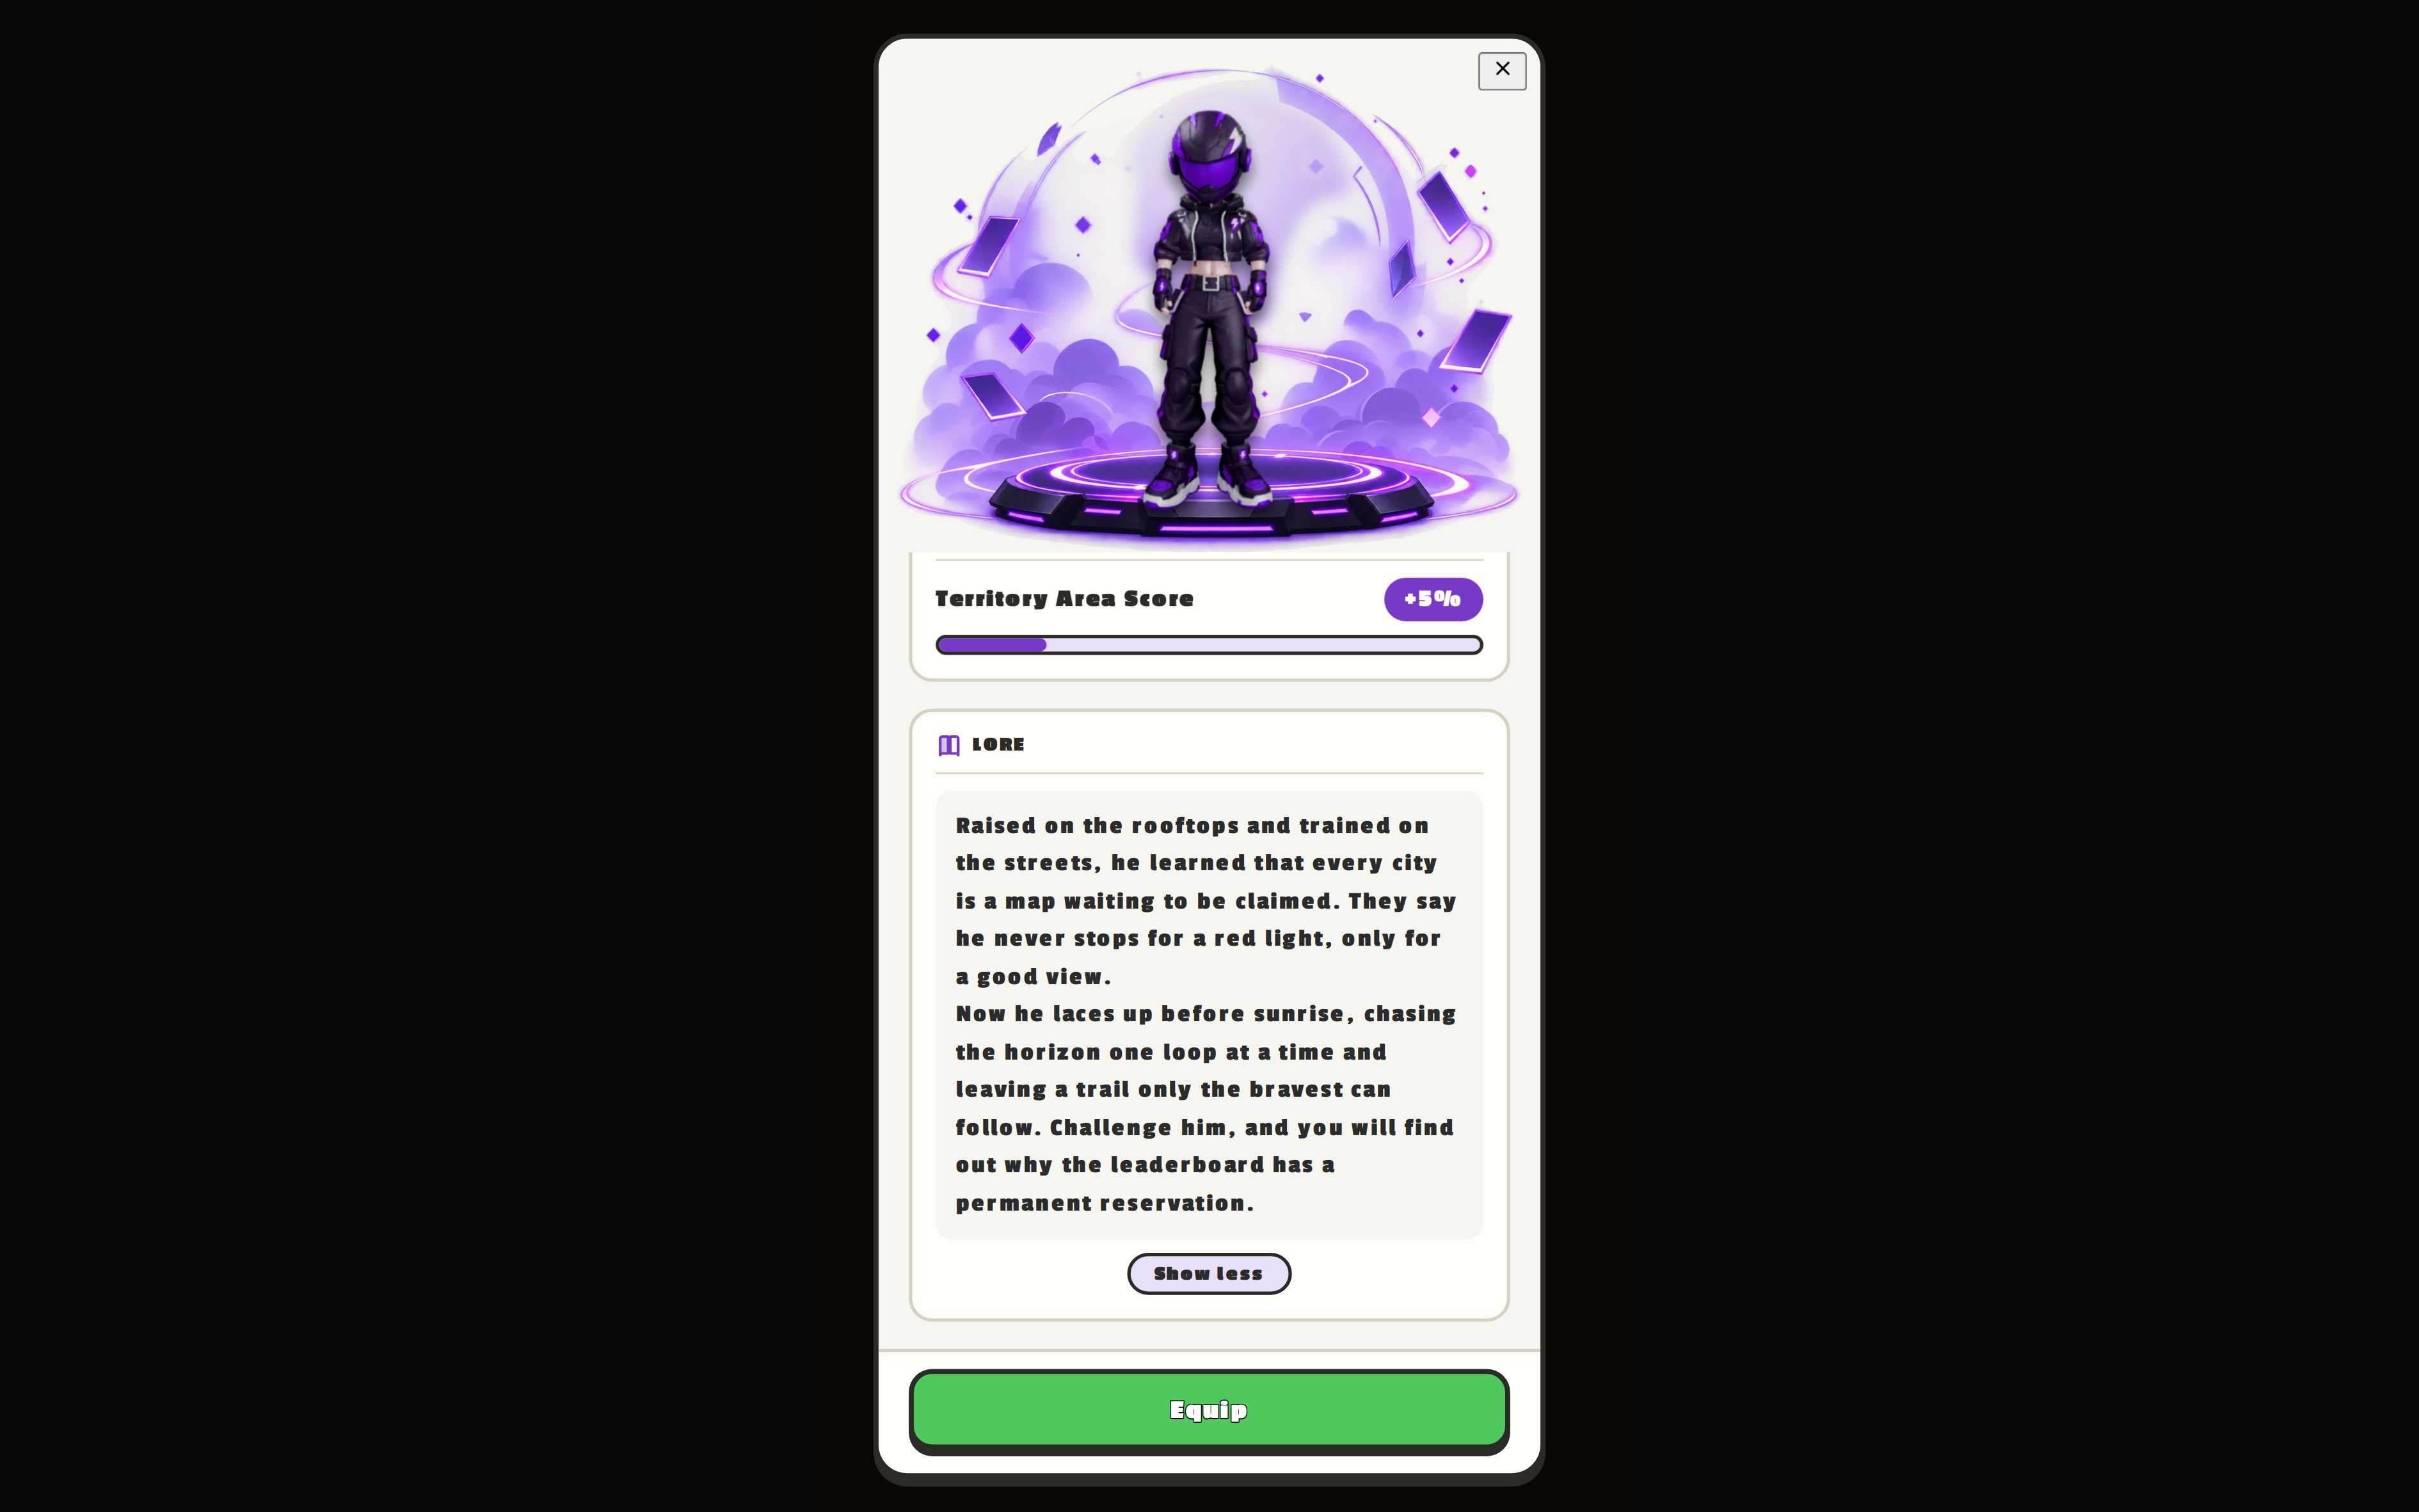 Territory Area Score
+5%
LORE
Raised on the rooftops and trained on
the streets, he learned that every city
is a map waiting to be claimed. They say
he never stops for a red light, only for
a good view.
Now he laces up before sunrise, chasing
the horizon one loop at a time and
leaving a trail only the bravest can
follow. Challenge him, and you will find
out why the leaderboard has a
permanent reservation.
Show less
Equip